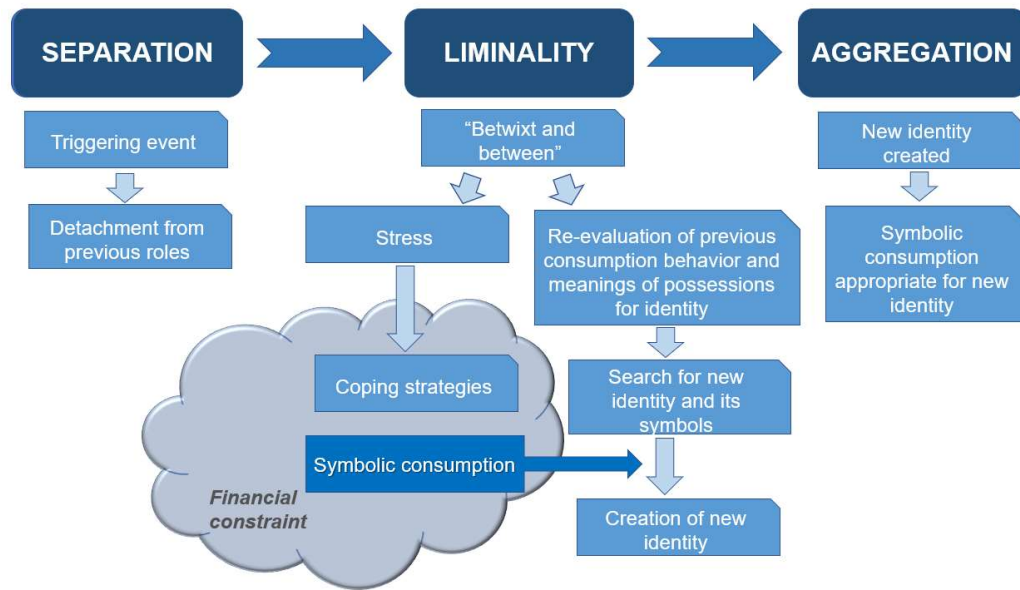 SEPARATION
LIMINALITY
AGGREGATION
Triggering event
Detachment from
previous roles
“Betwixt and
between”
Stress
Coping strategies
Symbolic consumption
Financial
constraint
Re-evaluation of previous
consumption behavior and
meanings of possessions
for identity
Search for new
identity and its
symbols
Creation of new
identity
New identity
created
Symbolic
consumption
appropriate for new
identity